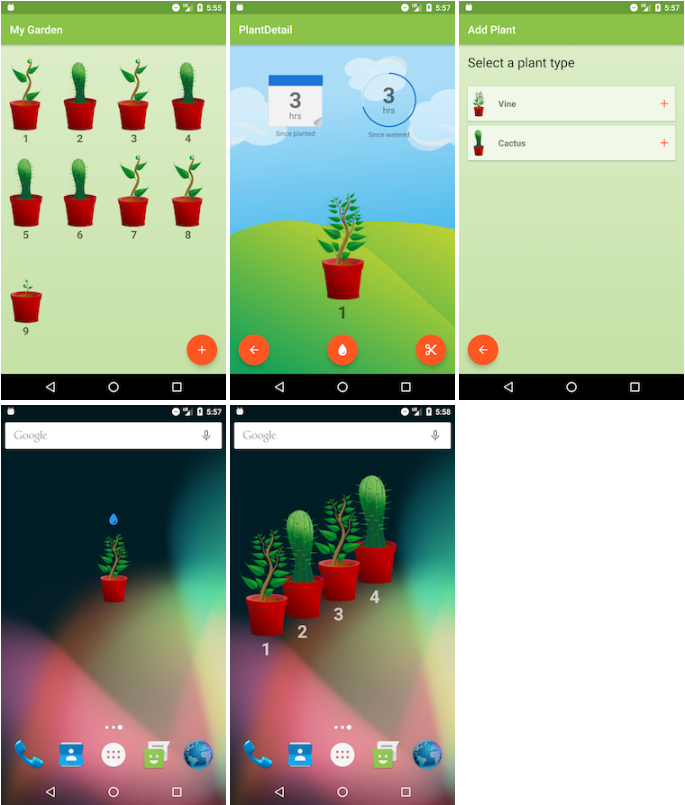 5:55
My Garden
1 2 3 4
5 6 7 8
9
5:57
PlantDetail
3
hrs
Since planted
3
hrs
Since watered
1
5:57
Add Plant
Select a plant type
Vine
Cactus
5:57
Google
5:58
Google
1
2
3
4